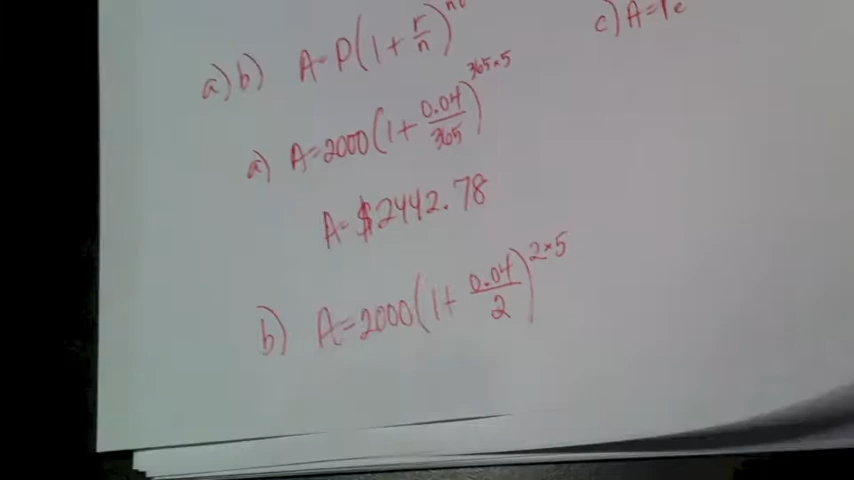 a) b) A=P(1+r/n)^nt
c) A=Pe
a) A=2000(1+0.04/365)^365×5
A=$2442.78
b) A=2000(1+0.04/2)^2×5